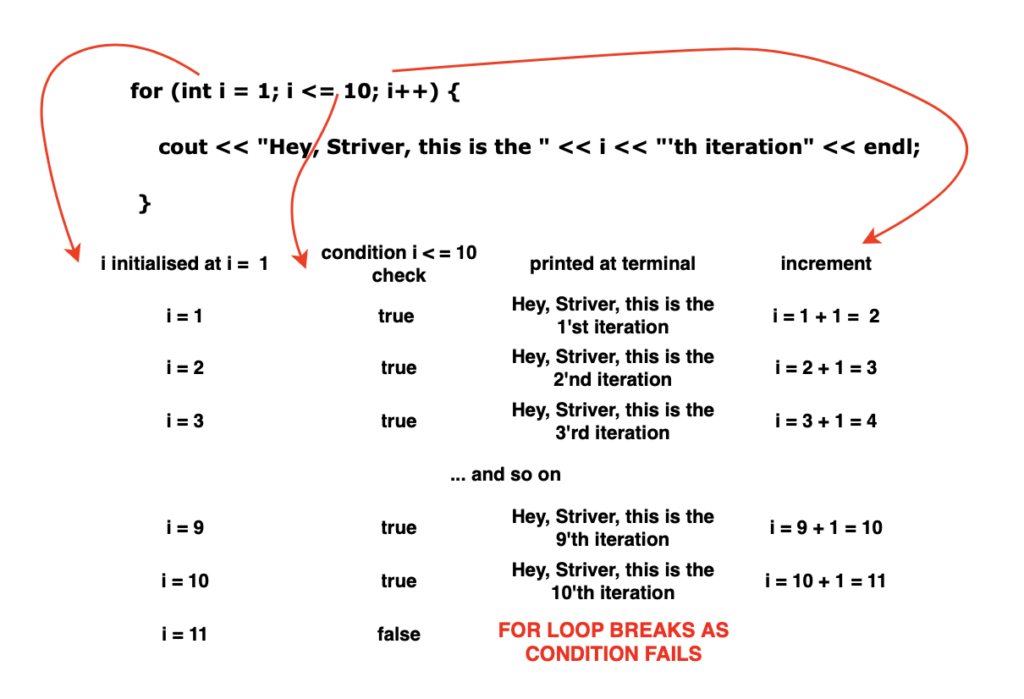 for (int i = 1; i <= 10; i++) {
cout << "Hey, Striver, this is the " << i << "'th iteration" << endl;
}
i initialised at i = 1
condition i < = 10
check
printed at terminal
increment
i = 1
true
Hey, Striver, this is the
1'st iteration
i = 1 + 1 = 2
i = 2
true
Hey, Striver, this is the
2'nd iteration
i = 2 + 1 = 3
i = 3
true
Hey, Striver, this is the
3'rd iteration
i = 3 + 1 = 4
... and so on
i = 9
true
Hey, Striver, this is the
9'th iteration
i = 9 + 1 = 10
i = 10
true
Hey, Striver, this is the
10'th iteration
i = 10 + 1 = 11
i = 11
false
FOR LOOP BREAKS AS
CONDITION FAILS